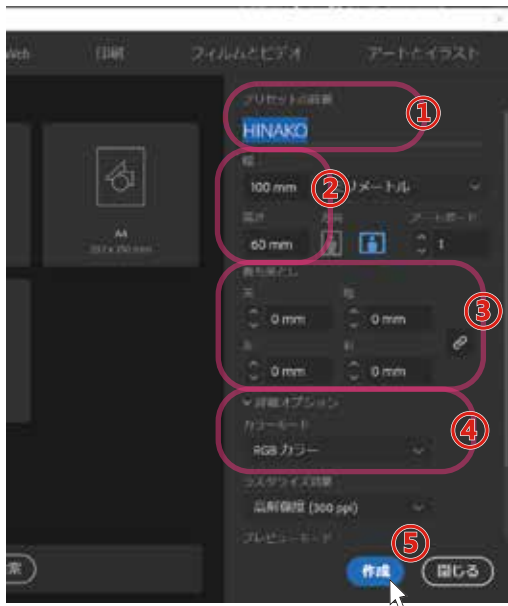 Web 印刷 フィルムとビデオ アートとイラスト
プリセットの詳細
①
HINAKO
幅
②
100 mm ミリメートル
高さ 方向 アートボード
60 mm 1
A4
裁ち落とし
③
天 地
0 mm 0 mm
左 右
0 mm 0 mm
詳細オプション
④
カラーモード
RGB カラー
ラスタライズ効果
高解像度 (300 ppi)
プレビューモード
⑤
索
作成 閉じる